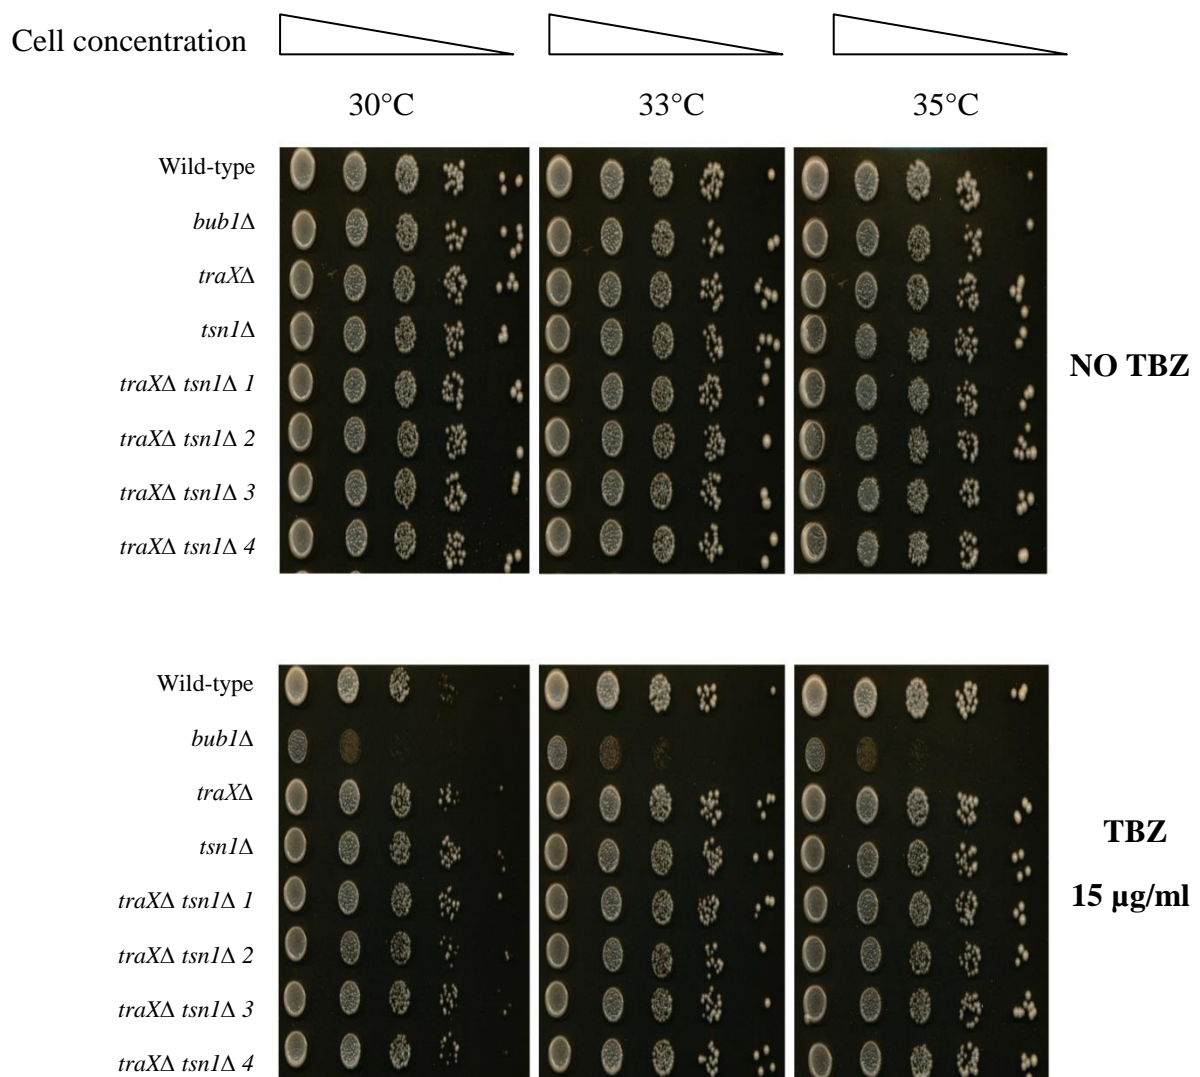 Cell concentration
30°C 33°C 35°C
Wild-type
bub1Δ
traXΔ
tsn1Δ
traXΔ tsn1Δ 1
traXΔ tsn1Δ 2
traXΔ tsn1Δ 3
traXΔ tsn1Δ 4
NO TBZ
Wild-type
bub1Δ
traXΔ
tsn1Δ
traXΔ tsn1Δ 1
traXΔ tsn1Δ 2
traXΔ tsn1Δ 3
traXΔ tsn1Δ 4
TBZ
15 µg/ml